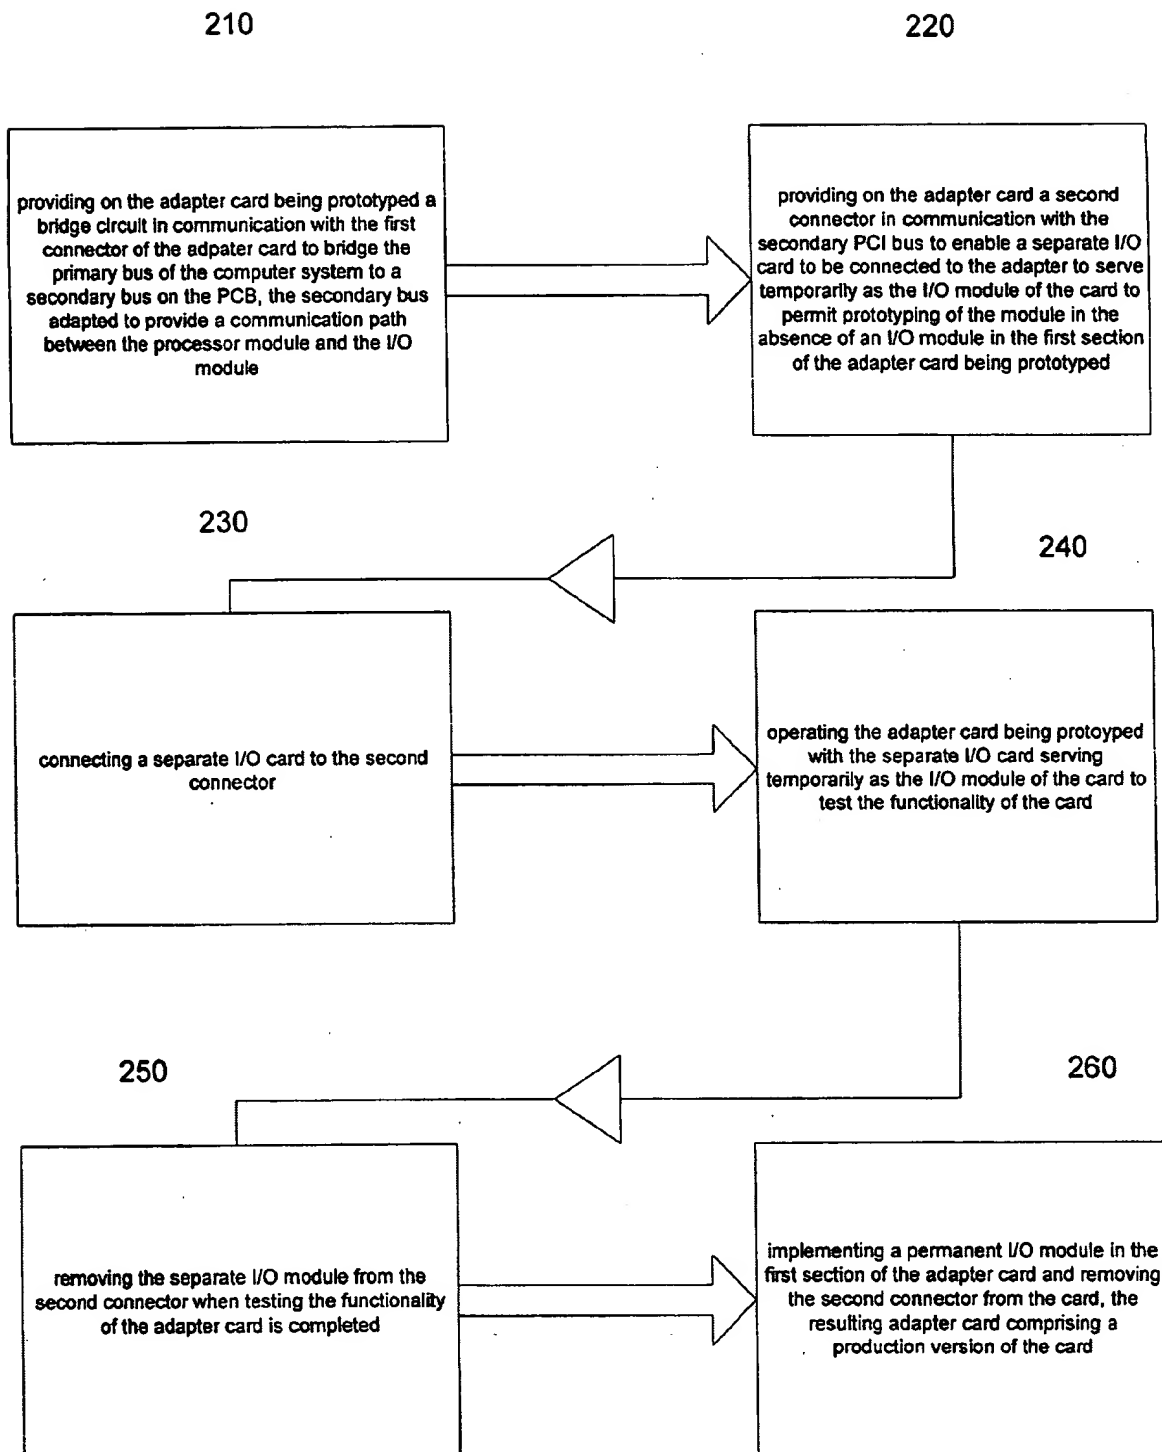 210
220
providing on the adapter card being prototyped a
bridge circuit in communication with the first
connector of the adpater card to bridge the
primary bus of the computer system to a
secondary bus on the PCB, the secondary bus
adapted to provide a communication path
between the processor module and the I/O
module
providing on the adapter card a second
connector in communication with the
secondary PCI bus to enable a separate I/O
card to be connected to the adapter to serve
temporarily as the I/O module of the card to
permit prototyping of the module in the
absence of an I/O module in the first section
of the adapter card being prototyped
230
240
connecting a separate I/O card to the second
connector
operating the adapter card being protoyped
with the separate I/O card serving
temporarily as the I/O module of the card to
test the functionality of the card
250
260
removing the separate I/O module from the
second connector when testing the functionality
of the adapter card is completed
implementing a permanent I/O module in the
first section of the adapter card and removing
the second connector from the card, the
resulting adapter card comprising a
production version of the card